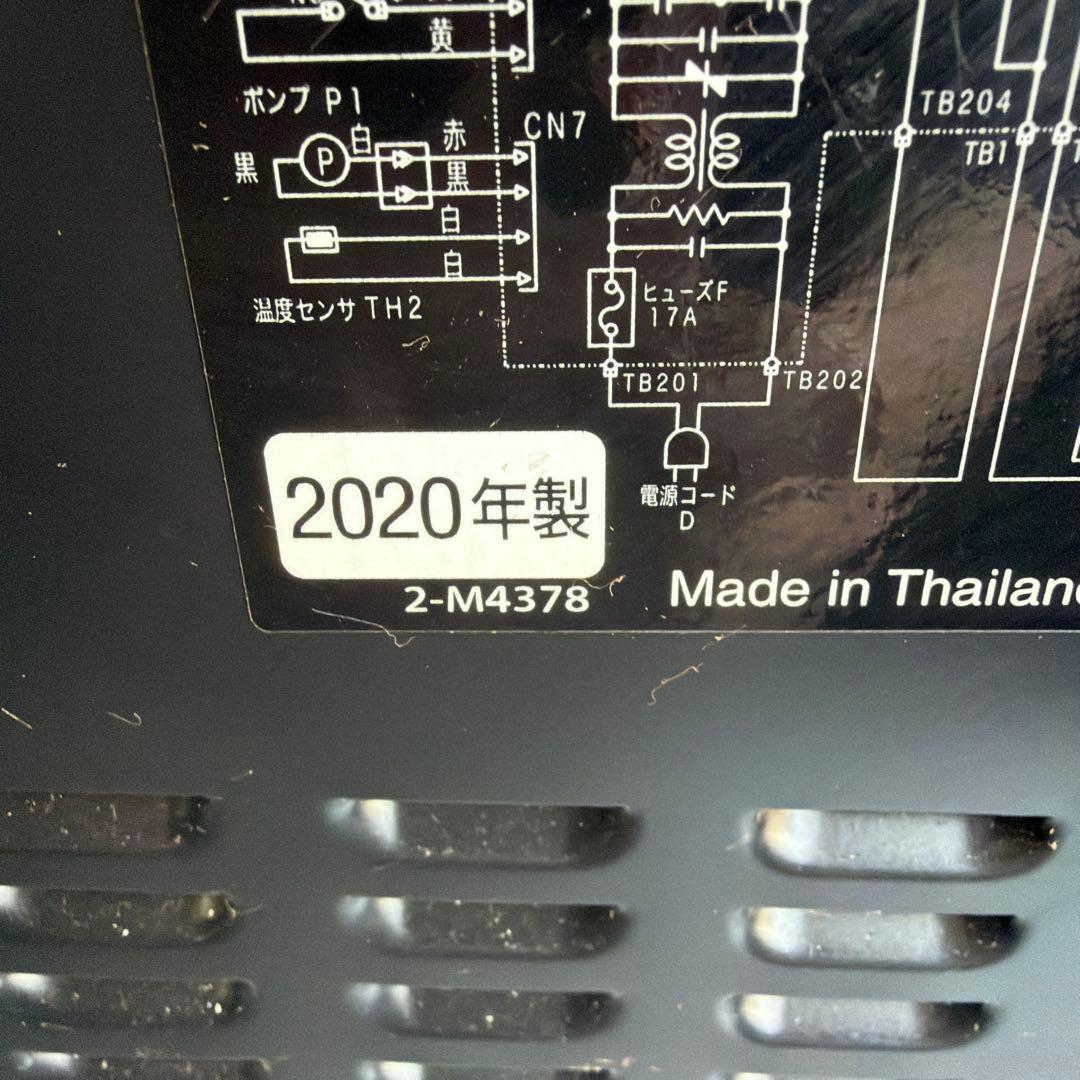 黄
ポンプ P1
白
赤
CN7
黒
P
黒
白
白
温度センサ TH2
TB204
TB1
ヒューズF
17A
TB201
TB202
電源コード
D
2020年製
2-M4378
Made in Thailan